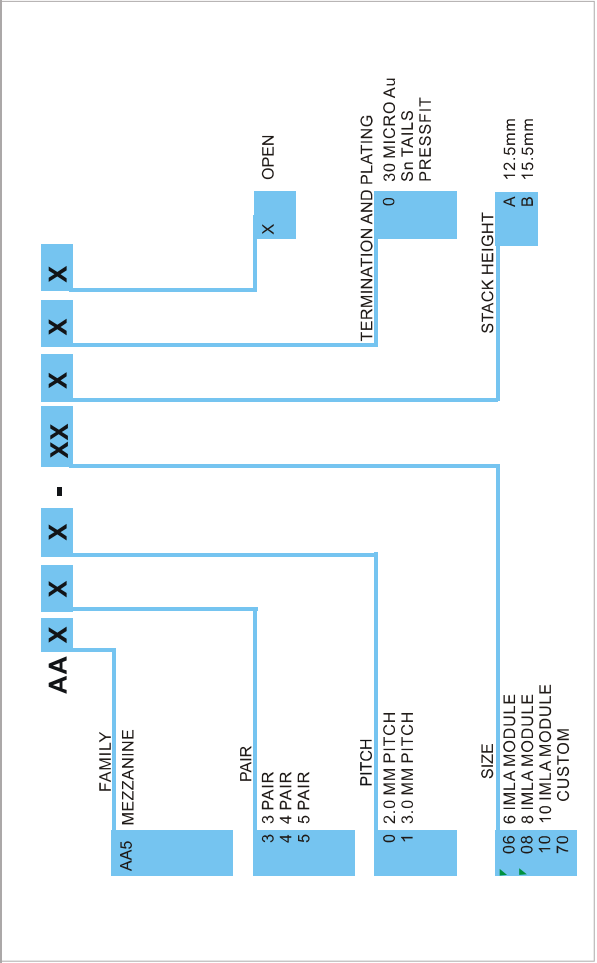 AA X X X - XX X X X
FAMILY
AA5 MEZZANINE
PAIR
3 3 PAIR
4 4 PAIR
5 5 PAIR
PITCH
0 2.0 MM PITCH
1 3.0 MM PITCH
SIZE
06 6 IMLA MODULE
08 8 IMLA MODULE
10 10 IMLA MODULE
70 CUSTOM
X OPEN
TERMINATION AND PLATING
0 30 MICRO Au
Sn TAILS
PRESSFIT
STACK HEIGHT
A 12.5mm
B 15.5mm